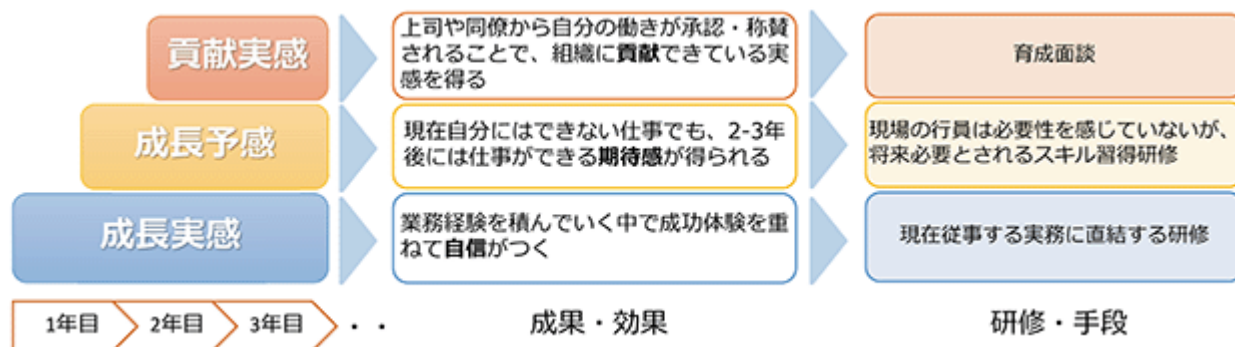 貢献実感
上司や同僚から自分の働きが承認・称賛
されることで、組織に貢献できている実
感を得る
育成面談
成長予感
現在自分にはできない仕事でも、2-3年
後には仕事ができる期待感が得られる
現場の行員は必要性を感じていないが、
将来必要とされるスキル習得研修
成長実感
業務経験を積んでいく中で成功体験を重
ねて自信がつく
現在従事する実務に直結する研修
1年目 2年目 3年目 ・・
成果・効果
研修・手段